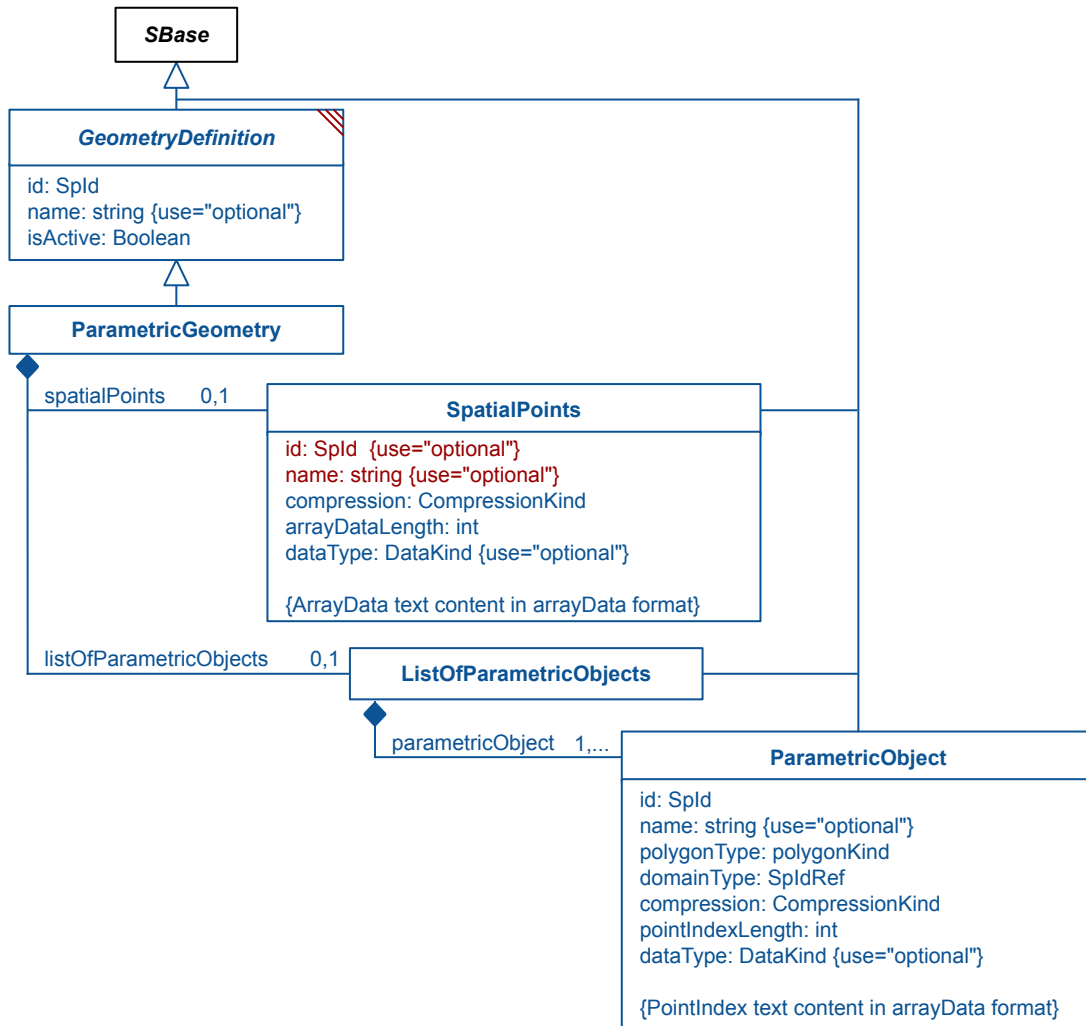 SBase
GeometryDefinition
id: SpId
name: string {use="optional"}
isActive: Boolean
ParametricGeometry
spatialPoints 0,1
SpatialPoints
id: SpId {use="optional"}
name: string {use="optional"}
compression: CompressionKind
arrayDataLength: int
dataType: DataKind {use="optional"}
{ArrayData text content in arrayData format}
listOfParametricObjects 0,1
ListOfParametricObjects
parametricObject 1,...
ParametricObject
id: SpId
name: string {use="optional"}
polygonType: polygonKind
domainType: SpIdRef
compression: CompressionKind
pointIndexLength: int
dataType: DataKind {use="optional"}
{PointIndex text content in arrayData format}